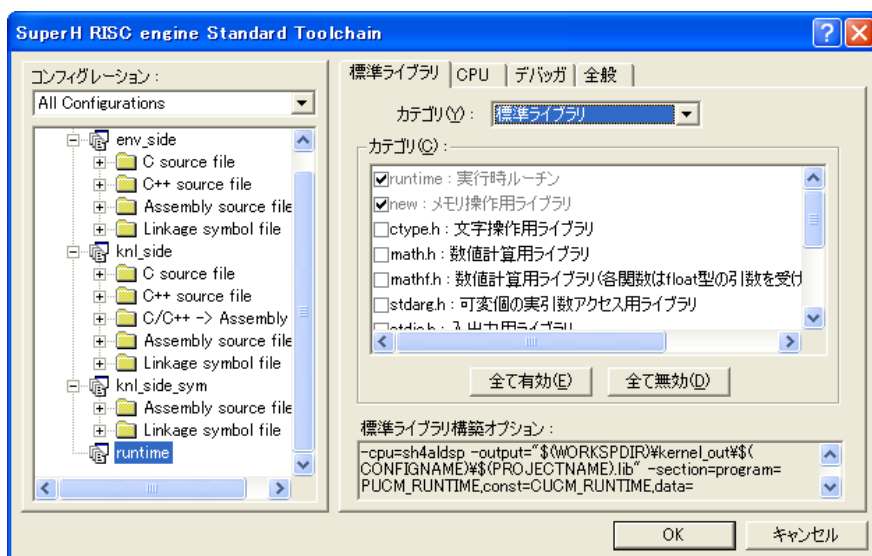 SuperH RISC engine Standard Toolchain
コンフィグレーション :
All Configurations
env_side
C source file
C++ source file
Assembly source file
Linkage symbol file
knl_side
C source file
C++ source file
C/C++ -> Assembly
Assembly source file
Linkage symbol file
knl_side_sym
Assembly source file
Linkage symbol file
runtime
標準ライブラリ CPU デバッガ 全般
カテゴリ(Y) : 標準ライブラリ
カテゴリ(C) :
runtime : 実行時ルーチン
new : メモリ操作用ライブラリ
ctype.h : 文字操作用ライブラリ
math.h : 数値計算用ライブラリ
mathf.h : 数値計算用ライブラリ(各関数はfloat型の引数を受け
stdarg.h : 可変個の実引数アクセス用ライブラリ
stdio.h : 入出力用ライブラリ
全て有効(E) 全て無効(D)
標準ライブラリ構築オプション :
-cpu=sh4aldsp -output="$(WORKSPDIR)¥kernel_out¥$(
CONFIGNAME)¥$(PROJECTNAME).lib" -section=program=
PUCM_RUNTIME,const=CUCM_RUNTIME,data=
OK キャンセル